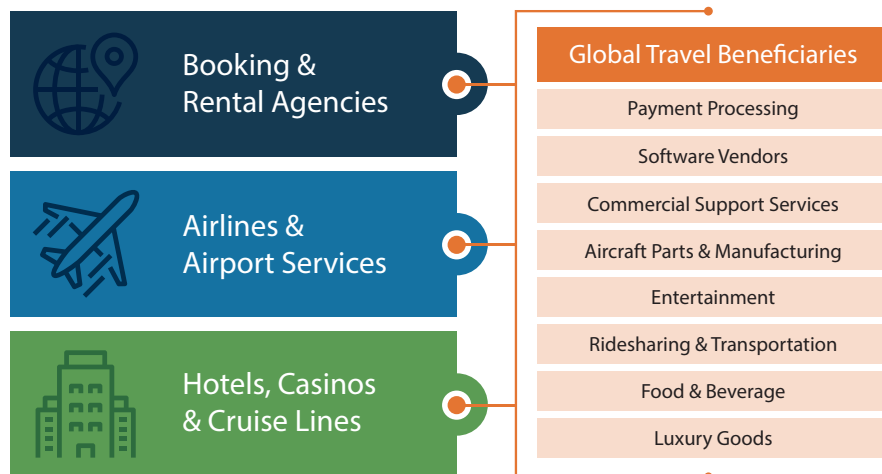 Booking &
Rental Agencies
Airlines &
Airport Services
Hotels, Casinos
& Cruise Lines
Global Travel Beneficiaries
Payment Processing
Software Vendors
Commercial Support Services
Aircraft Parts & Manufacturing
Entertainment
Ridesharing & Transportation
Food & Beverage
Luxury Goods